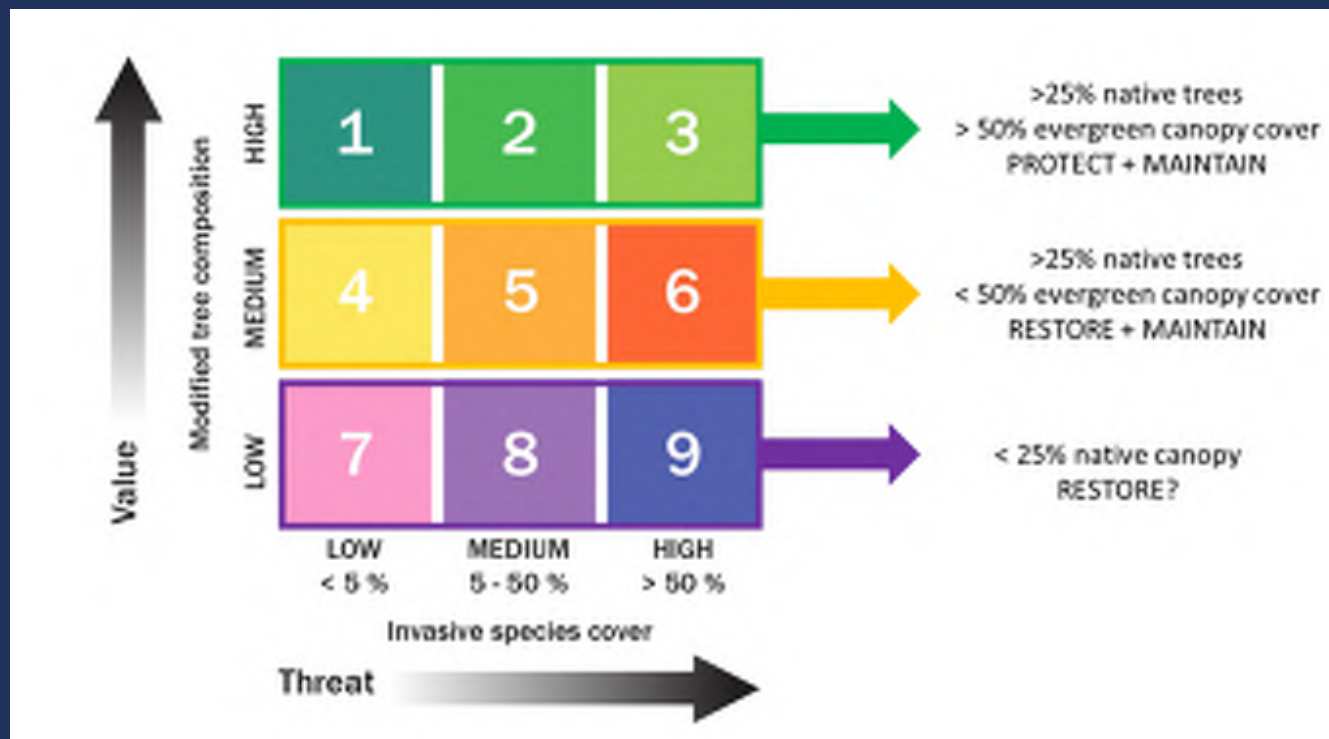 Value
Modified tree composition
HIGH
1 2 3
>25% native trees
> 50% evergreen canopy cover
PROTECT + MAINTAIN
MEDIUM
4 5 6
>25% native trees
< 50% evergreen canopy cover
RESTORE + MAINTAIN
LOW
7 8 9
< 25% native canopy
RESTORE?
LOW MEDIUM HIGH
< 5 % 5 - 50 % > 50 %
Invasive species cover
Threat